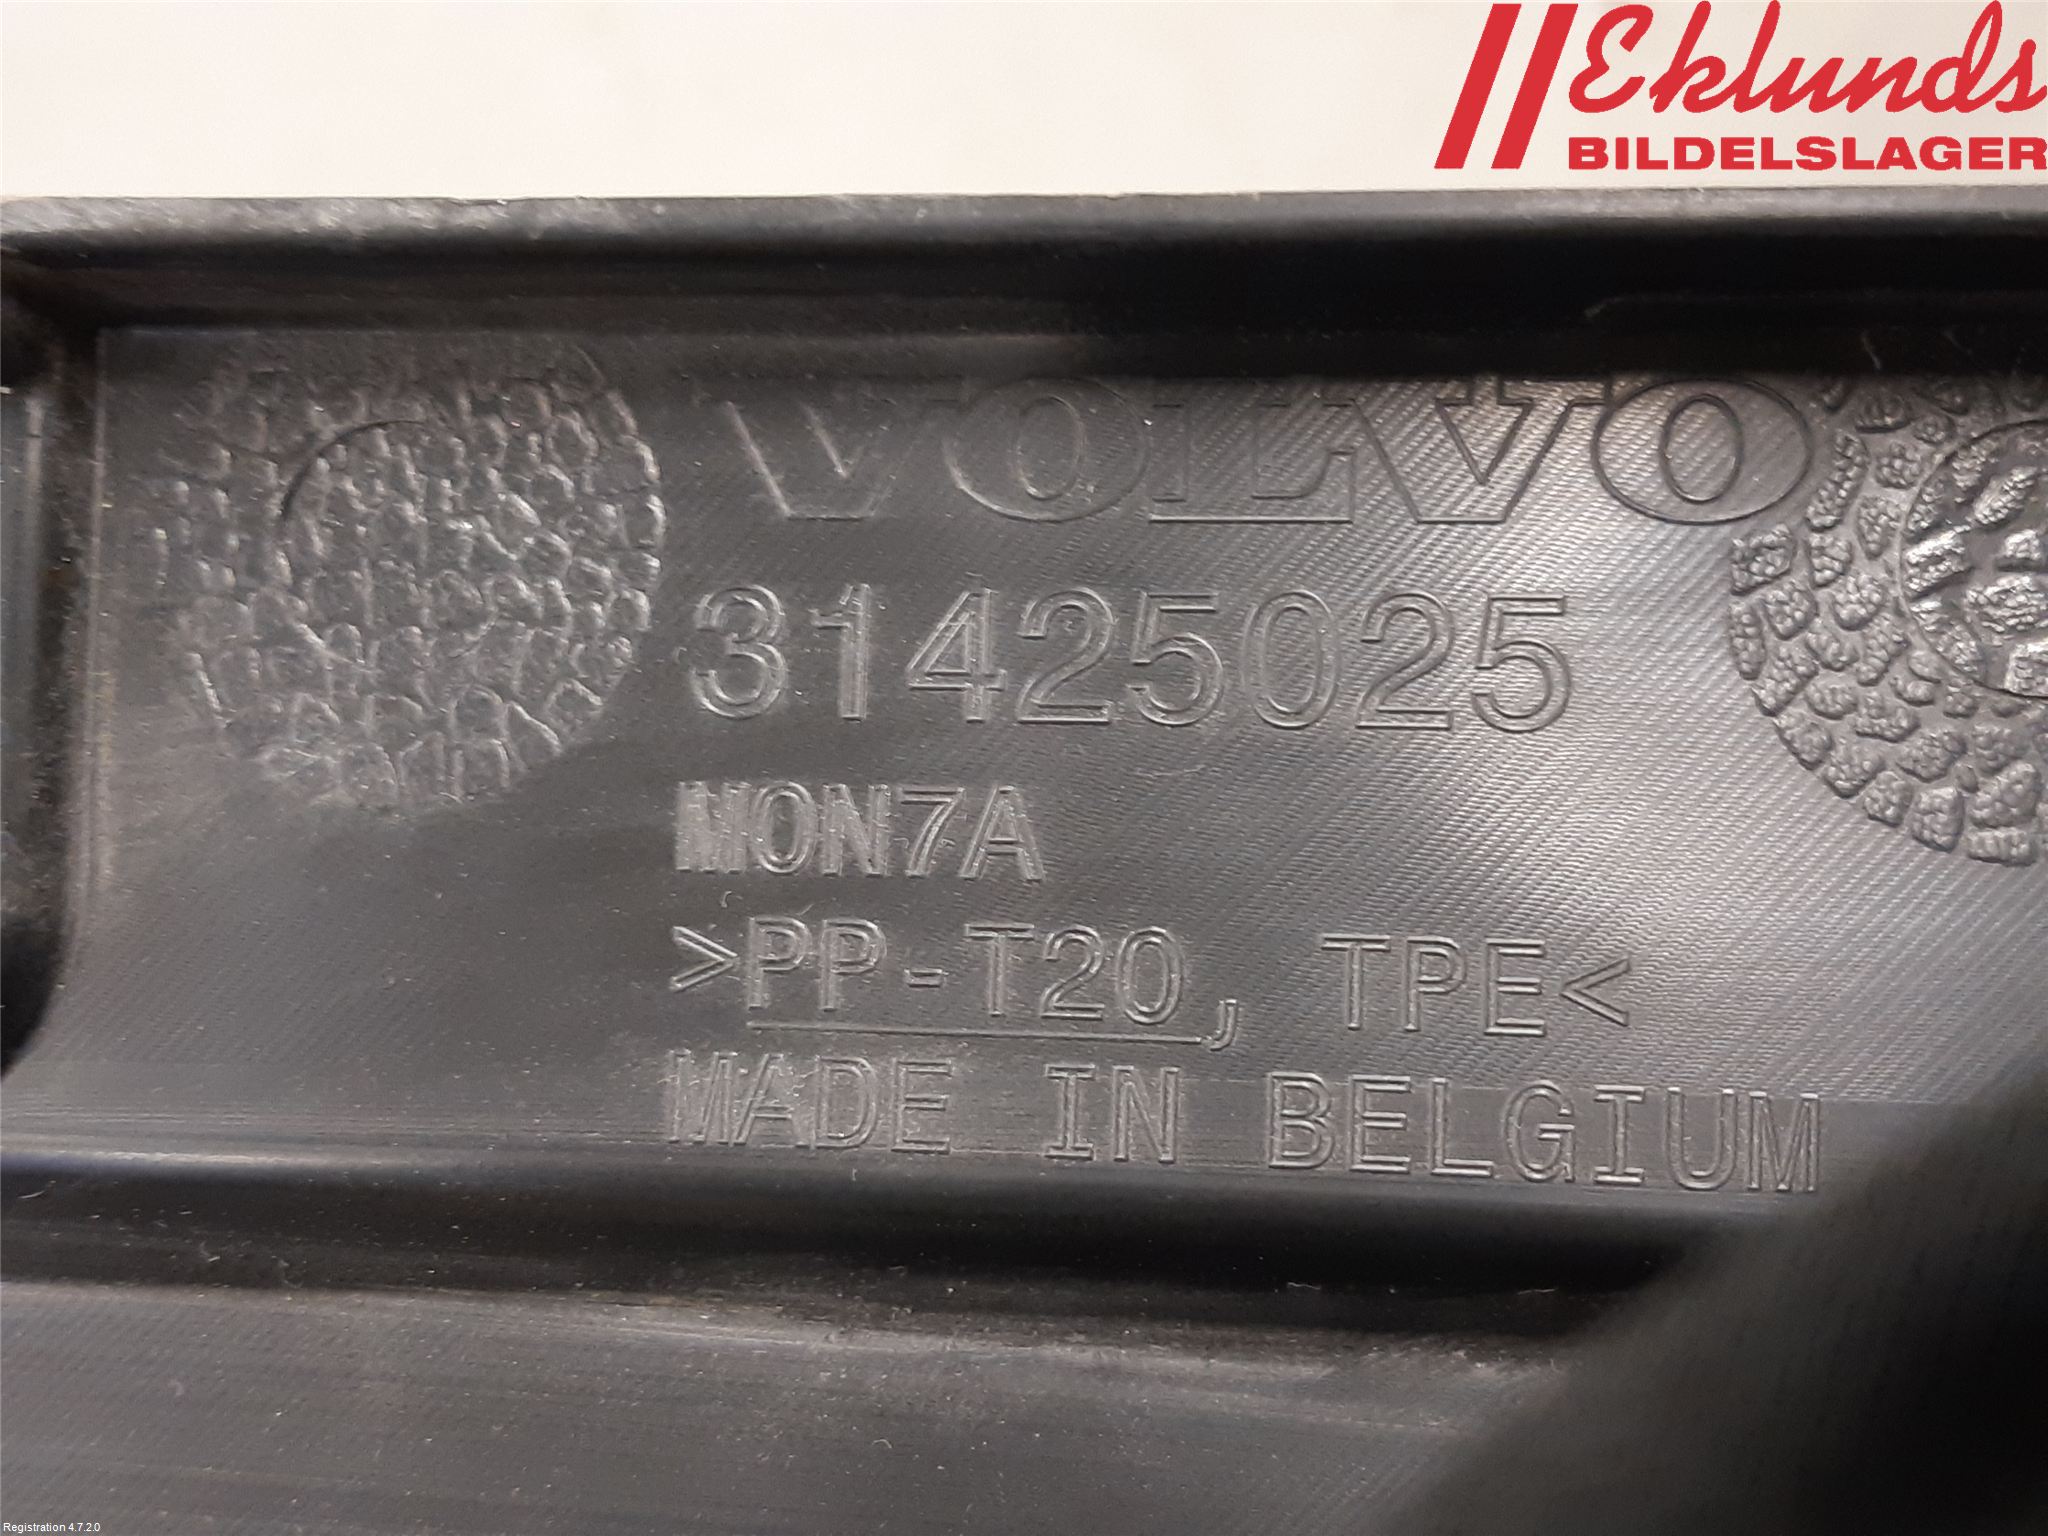 Eklunds
BILDELSLAGER
VOLVO
31425025
MON7A
>PP-T20, TPE<
MADE IN BELGIUM
Registration 4.7.2.0